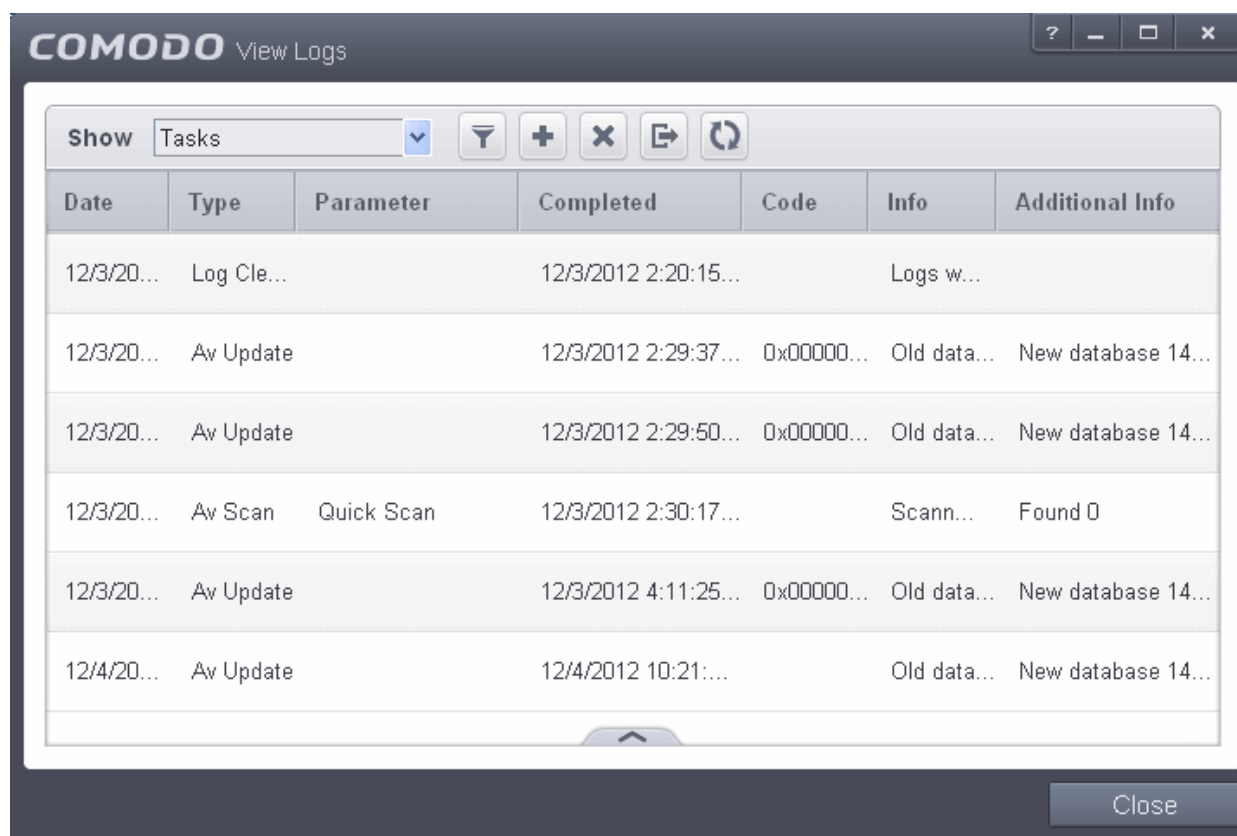 COMODO View Logs ?
Show Tasks
Date Type Parameter Completed Code Info Additional Info
12/3/20... Log Cle... 12/3/2012 2:20:15... Logs w...
12/3/20... Av Update 12/3/2012 2:29:37... 0x00000... Old data... New database 14...
12/3/20... Av Update 12/3/2012 2:29:50... 0x00000... Old data... New database 14...
12/3/20... Av Scan Quick Scan 12/3/2012 2:30:17... Scann... Found 0
12/3/20... Av Update 12/3/2012 4:11:25... 0x00000... Old data... New database 14...
12/4/20... Av Update 12/4/2012 10:21:... Old data... New database 14...
Close